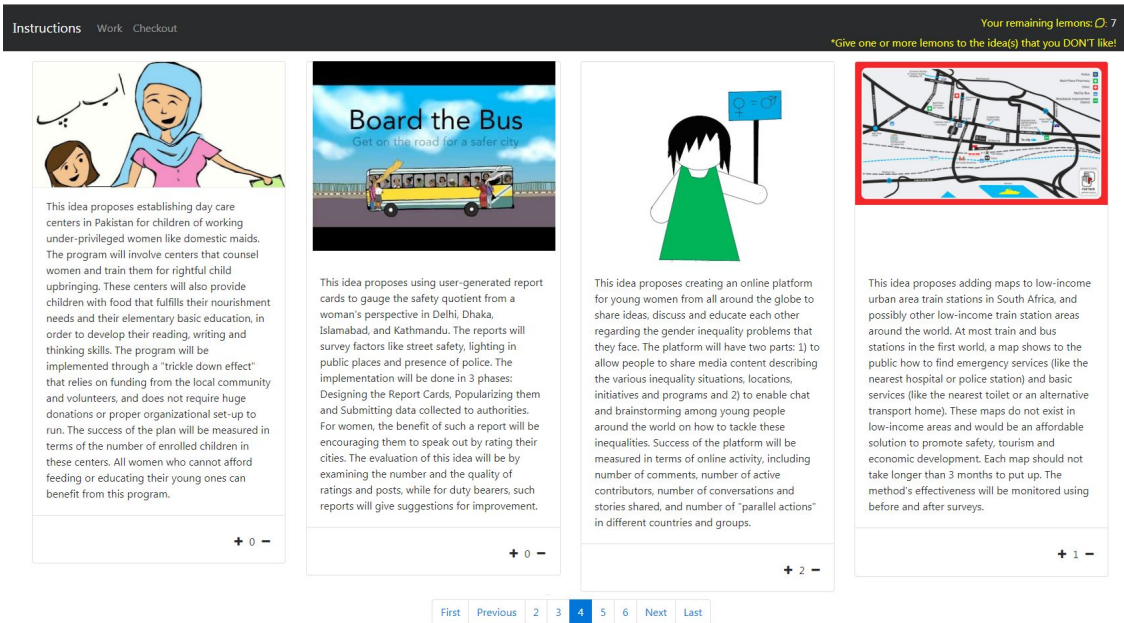 Instructions Work Checkout
Your remaining lemons: : 7
*Give one or more lemons to the idea(s) that you DON'T like!
This idea proposes establishing day care
centers in Pakistan for children of working
under-privileged women like domestic maids.
The program will involve centers that counsel
women and train them for rightful child
upbringing. These centers will also provide
children with food that fulfills their nourishment
needs and their elementary basic education, in
order to develop their reading, writing and
thinking skills. The program will be
implemented through a "trickle down effect"
that relies on funding from the local community
and volunteers, and does not require huge
donations or proper organizational set-up to
run. The success of the plan will be measured in
terms of the number of enrolled children in
these centers. All women who cannot afford
feeding or educating their young ones can
benefit from this program.
+ 0 −
Board the Bus
Get on the road for a safer city
This idea proposes using user-generated report
cards to gauge the safety quotient from a
woman's perspective in Delhi, Dhaka,
Islamabad, and Kathmandu. The reports will
survey factors like street safety, lighting in
public places and presence of police. The
implementation will be done in 3 phases:
Designing the Report Cards, Popularizing them
and Submitting data collected to authorities.
For women, the benefit of such a report will be
encouraging them to speak out by rating their
cities. The evaluation of this idea will be by
examining the number and the quality of
ratings and posts, while for duty bearers, such
reports will give suggestions for improvement.
+ 0 −
♀ = ♂
This idea proposes creating an online platform
for young women from all around the globe to
share ideas, discuss and educate each other
regarding the gender inequality problems that
they face. The platform will have two parts: 1) to
allow people to share media content describing
the various inequality situations, locations,
initiatives and programs and 2) to enable chat
and brainstorming among young people
around the world on how to tackle these
inequalities. Success of the platform will be
measured in terms of online activity, including
number of comments, number of active
contributors, number of conversations and
stories shared, and number of "parallel actions"
in different countries and groups.
+ 2 −
This idea proposes adding maps to low-income
urban area train stations in South Africa, and
possibly other low-income train station areas
around the world. At most train and bus
stations in the first world, a map shows to the
public how to find emergency services (like the
nearest hospital or police station) and basic
services (like the nearest toilet or an alternative
transport home). These maps do not exist in
low-income areas and would be an affordable
solution to promote safety, tourism and
economic development. Each map should not
take longer than 3 months to put up. The
method's effectiveness will be monitored using
before and after surveys.
+ 1 −
First Previous 2 3 4 5 6 Next Last